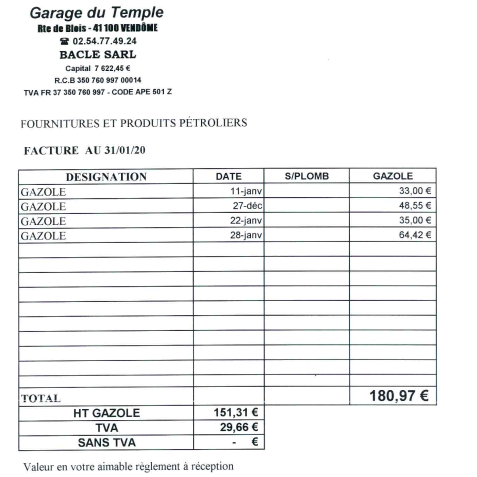 Garage du Temple
Rte de Blois - 41 100 VENDÔME
☎ 02.54.77.49.24
BACLE SARL
Capital 7 622,45 €
R.C.B 350 760 997 00014
TVA FR 37 350 760 997 - CODE APE 501 Z
FOURNITURES ET PRODUITS PÉTROLIERS
FACTURE AU 31/01/20
DESIGNATION DATE S/PLOMB GAZOLE
GAZOLE 11-janv 33,00 €
GAZOLE 27-déc 48,55 €
GAZOLE 22-janv 35,00 €
GAZOLE 28-janv 64,42 €
TOTAL 180,97 €
HT GAZOLE 151,31 €
TVA 29,66 €
SANS TVA - €
Valeur en votre aimable règlement à réception